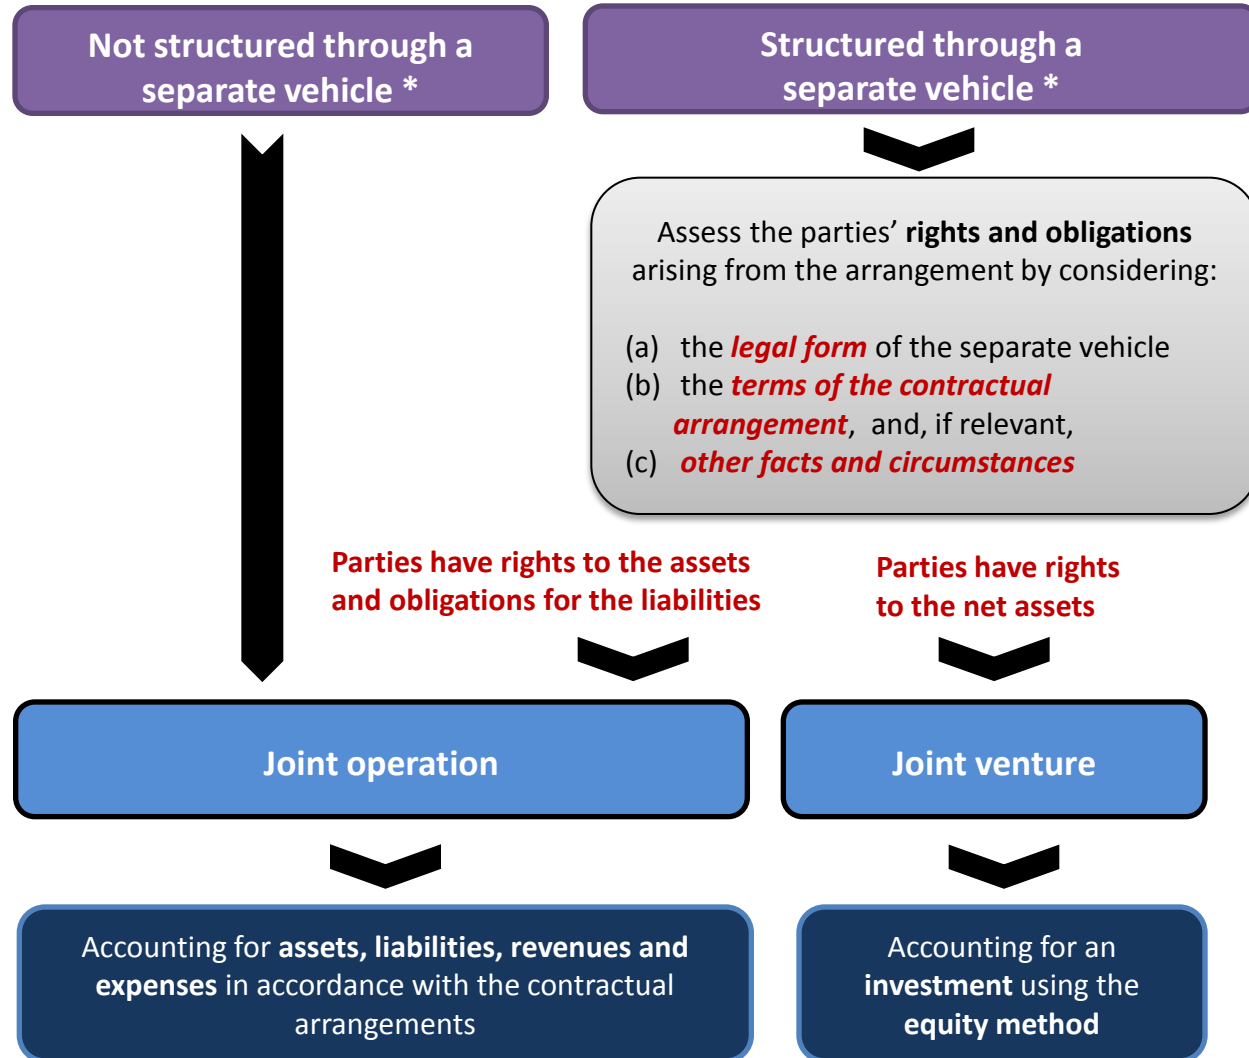 Not structured through a
separate vehicle *
Structured through a
separate vehicle *
Assess the parties’ rights and obligations
arising from the arrangement by considering:
(a) the legal form of the separate vehicle
(b) the terms of the contractual
arrangement, and, if relevant,
(c) other facts and circumstances
Parties have rights to the assets
and obligations for the liabilities
Parties have rights
to the net assets
Joint operation
Joint venture
Accounting for assets, liabilities, revenues and
expenses in accordance with the contractual
arrangements
Accounting for an
investment using the
equity method